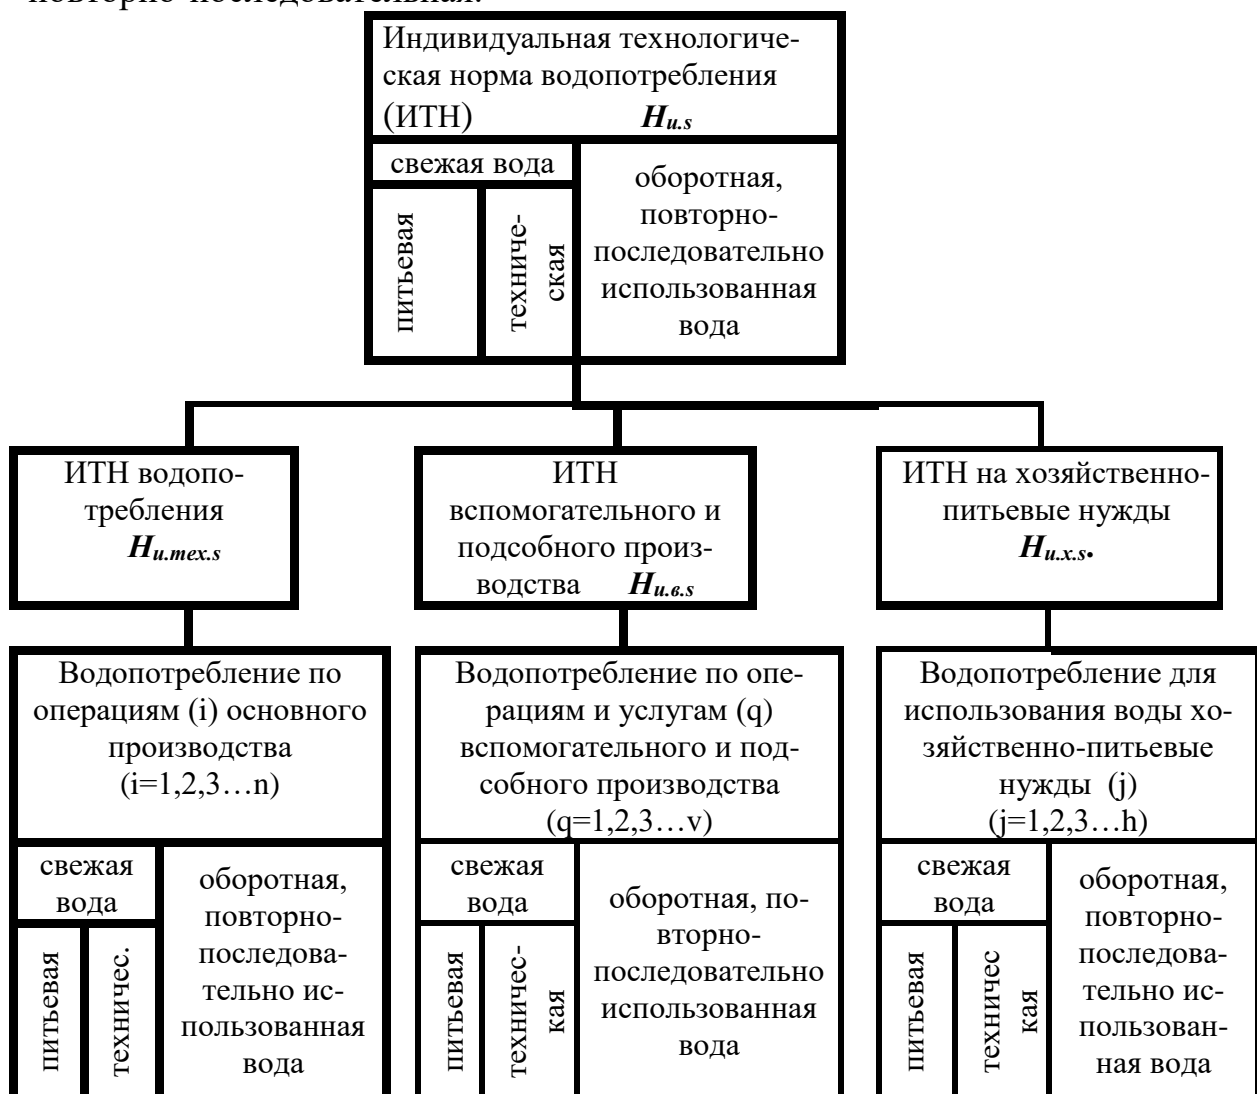 повторно-последовательная.
Индивидуальная технологиче-
ская норма водопотребления
(ИТН) Hи.s
свежая вода
питьевая
техниче-
ская
оборотная,
повторно-
последовательно
использованная
вода
ИТН водопо-
требления
Hи.тех.s
ИТН
вспомогательного и
подсобного произ-
водства Hи.в.s
ИТН на хозяйственно-
питьевые нужды
Hи.х.s.
Водопотребление по
операциям (i) основного
производства
(i=1,2,3…n)
свежая
вода
питьевая
техничес.
оборотная,
повторно-
последова-
тельно ис-
пользованная
вода
Водопотребление по опе-
рациям и услугам (q)
вспомогательного и под-
собного производства
(q=1,2,3…v)
свежая
вода
питьевая
техничес-
кая
оборотная, по-
вторно-
последовательно
использованная
вода
Водопотребление для
использования воды хо-
зяйственно-питьевые
нужды (j)
(j=1,2,3…h)
свежая
вода
питьевая
техничес
кая
оборотная,
повторно-
последова-
тельно ис-
пользован-
ная вода